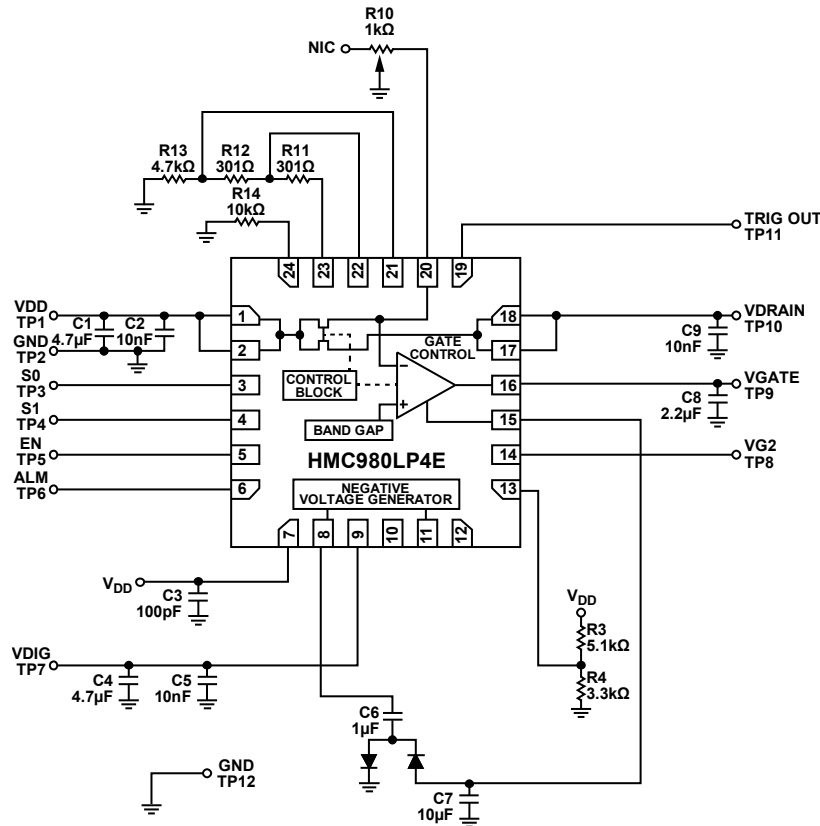 R10
1kΩ
NIC
R13
4.7kΩ
R12
301Ω
R11
301Ω
R14
10kΩ
TRIG OUT
TP11
24
23
22
21
20
19
VDD
TP1
C1
4.7µF
C2
10nF
GND
TP2
S0
TP3
S1
TP4
EN
TP5
ALM
TP6
1
2
3
4
5
6
18
17
16
15
14
13
GATE
CONTROL
CONTROL
BLOCK
–
+
BAND GAP
HMC980LP4E
NEGATIVE
VOLTAGE GENERATOR
VDRAIN
TP10
C9
10nF
VGATE
TP9
C8
2.2µF
VG2
TP8
7
8
9
10
11
12
VDD
C3
100pF
VDD
R3
5.1kΩ
R4
3.3kΩ
VDIG
TP7
C4
4.7µF
C5
10nF
C6
1µF
GND
TP12
C7
10µF